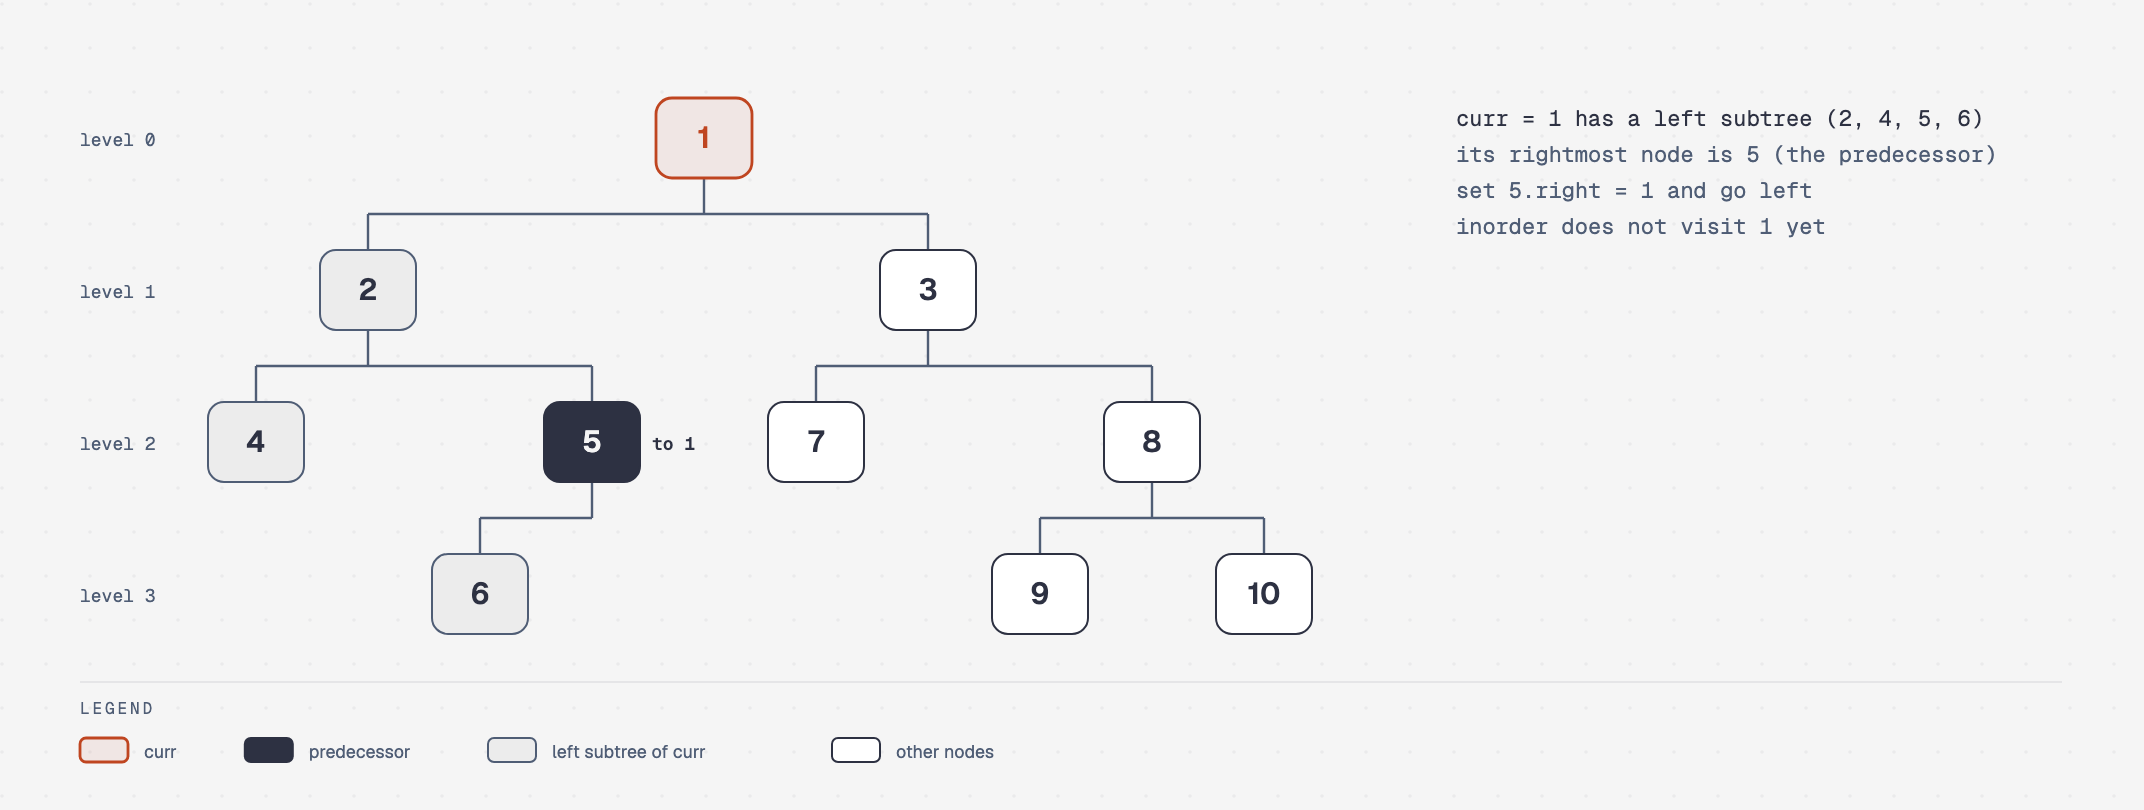 level 0
1
curr = 1 has a left subtree (2, 4, 5, 6)
its rightmost node is 5 (the predecessor)
set 5.right = 1 and go left
inorder does not visit 1 yet
level 1
2
3
level 2
4
5
to 1
7
8
level 3
6
9
10
LEGEND
curr
predecessor
left subtree of curr
other nodes